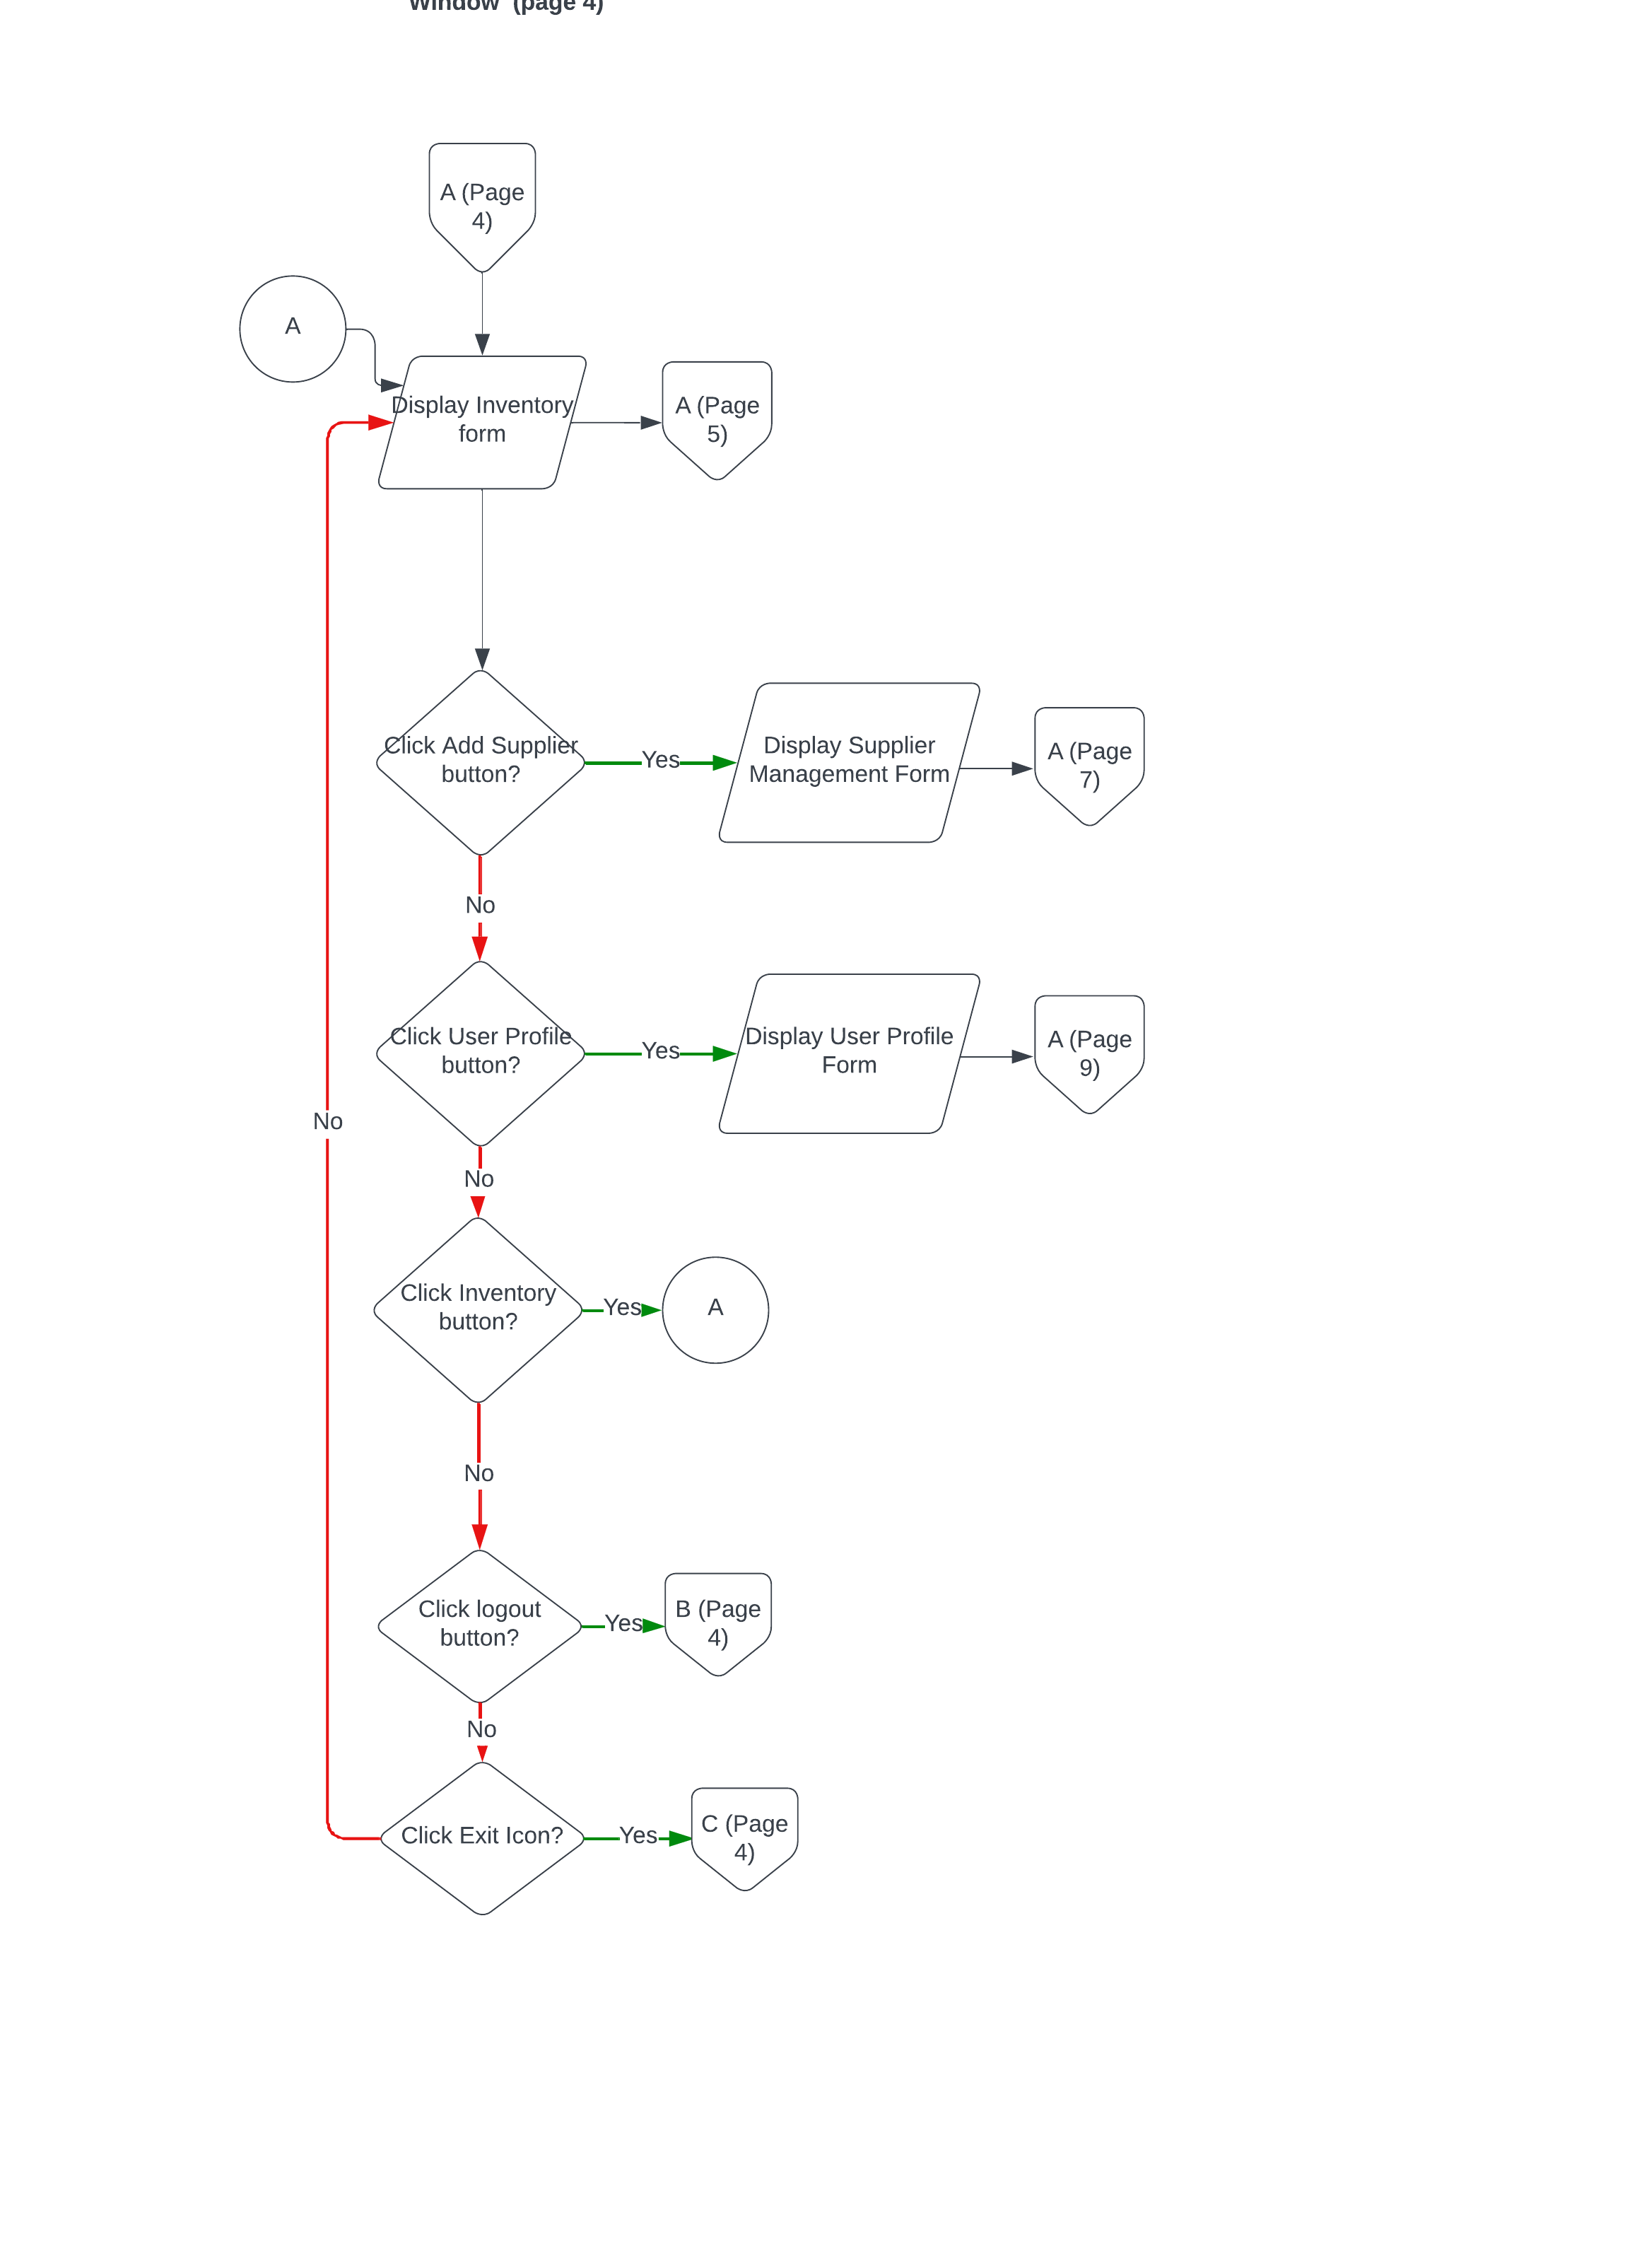 Window (page 4)
A (Page
4)
A
Display Inventory
form
A (Page
5)
Click Add Supplier
button?
Yes
Display Supplier
Management Form
A (Page
7)
No
Click User Profile
button?
Yes
Display User Profile
Form
A (Page
9)
No
No
Click Inventory
button?
Yes
A
No
Click logout
button?
Yes
B (Page
4)
No
Click Exit Icon?
Yes
C (Page
4)